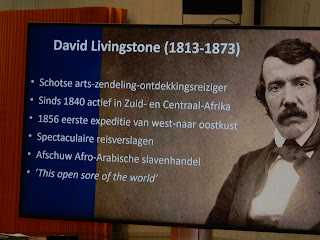 David Livingstone (1813-1873)
• Schotse arts-zendeling-ontdekkingsreiziger
• Sinds 1840 actief in Zuid- en Centraal-Afrika
• 1856 eerste expeditie van west-naar oostkust
• Spectaculaire reisverslagen
• Afschuw Afro-Arabische slavenhandel
• 'This open sore of the world'